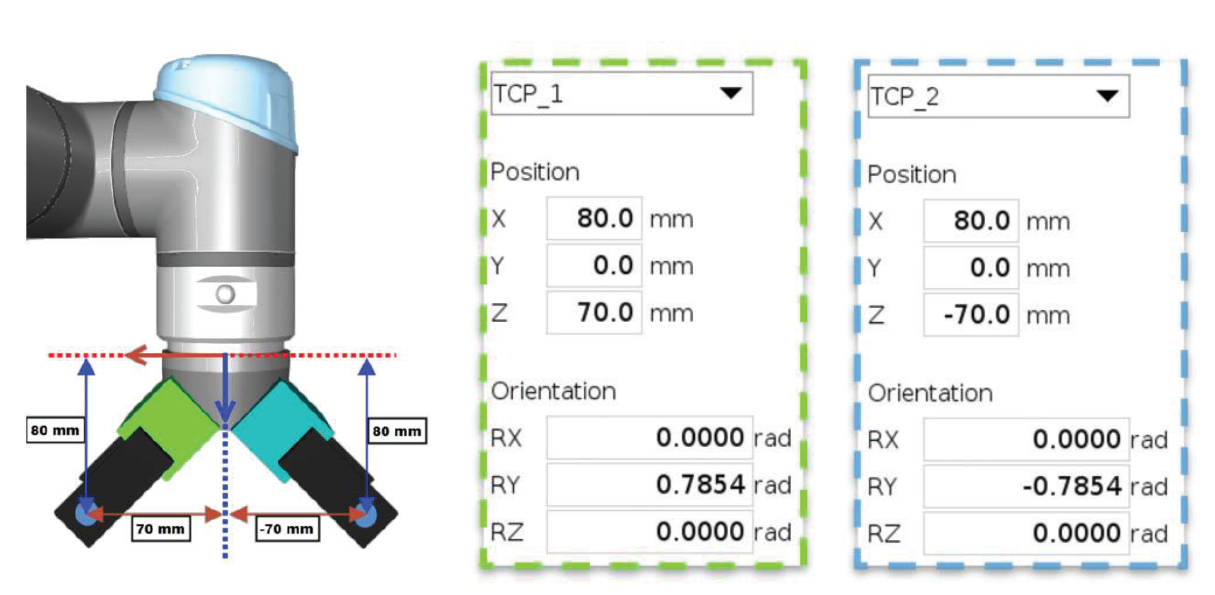 80 mm
80 mm
70 mm
-70 mm
TCP_1
Position
X 80.0 mm
Y 0.0 mm
Z 70.0 mm
Orientation
RX 0.0000 rad
RY 0.7854 rad
RZ 0.0000 rad
TCP_2
Position
X 80.0 mm
Y 0.0 mm
Z -70.0 mm
Orientation
RX 0.0000 rad
RY -0.7854 rad
RZ 0.0000 rad